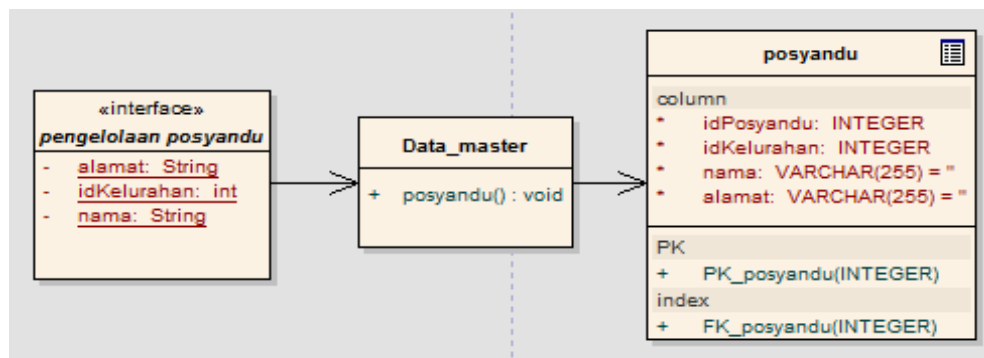 «interface»
pengelolaan posyandu
- alamat: String
- idKelurahan: int
- nama: String
Data_master
+ posyandu() : void
posyandu
column
* idPosyandu: INTEGER
* idKelurahan: INTEGER
* nama: VARCHAR(255) = ''
* alamat: VARCHAR(255) = ''
PK
+ PK_posyandu(INTEGER)
index
+ FK_posyandu(INTEGER)